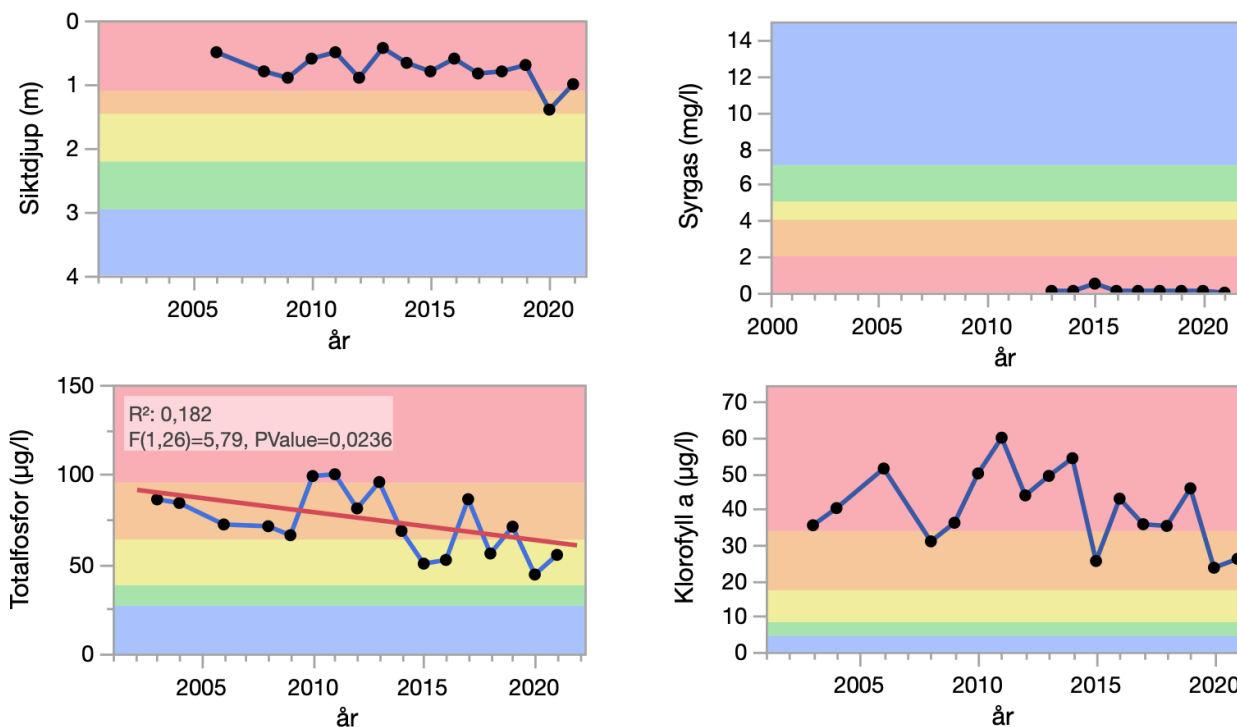 Siktdjup (m)
0
1
2
3
4
2005 2010 2015 2020
år
Syrgas (mg/l)
14
12
10
8
6
4
2
0
2000 2005 2010 2015 2020
år
Totalfosfor (µg/l)
150
100
50
0
R²: 0,182
F(1,26)=5,79, PValue=0,0236
2005 2010 2015 2020
år
Klorofyll a (µg/l)
70
60
50
40
30
20
10
0
2005 2010 2015 2020
år